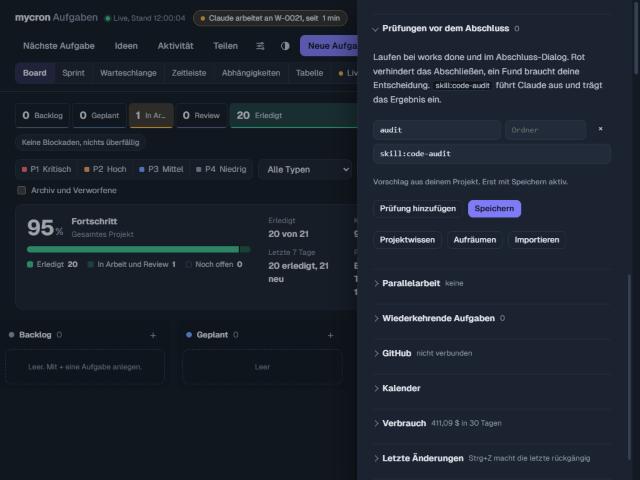 mycron Aufgaben
Live, Stand 12:00:04
Claude arbeitet an W-0021, seit 1 min
Nächste Aufgabe
Ideen
Aktivität
Teilen
Neue Aufga
Board
Sprint
Warteschlange
Zeitleiste
Abhängigkeiten
Tabelle
Liv
0 Backlog
0 Geplant
1 In Ar...
0 Review
20 Erledigt
Keine Blockaden, nichts überfällig
P1 Kritisch
P2 Hoch
P3 Mittel
P4 Niedrig
Alle Typen
Archiv und Verworfene
95%
Fortschritt
Gesamtes Projekt
Erledigt 20
In Arbeit und Review 1
Noch offen 0
Erledigt
20 von 21
Letzte 7 Tage
20 erledigt, 21
neu
Backlog 0 +
Leer. Mit + eine Aufgabe anlegen.
Geplant 0 +
Leer
Prüfungen vor dem Abschluss 0
Laufen bei works done und im Abschluss-Dialog. Rot
verhindert das Abschließen, ein Fund braucht deine
Entscheidung. skill:code-audit führt Claude aus und trägt
das Ergebnis ein.
audit
Ordner
×
skill:code-audit
Vorschlag aus deinem Projekt. Erst mit Speichern aktiv.
Prüfung hinzufügen
Speichern
Projektwissen
Aufräumen
Importieren
Parallelarbeit keine
Wiederkehrende Aufgaben 0
GitHub nicht verbunden
Kalender
Verbrauch 411,09 $ in 30 Tagen
Letzte Änderungen Strg+Z macht die letzte rückgängig